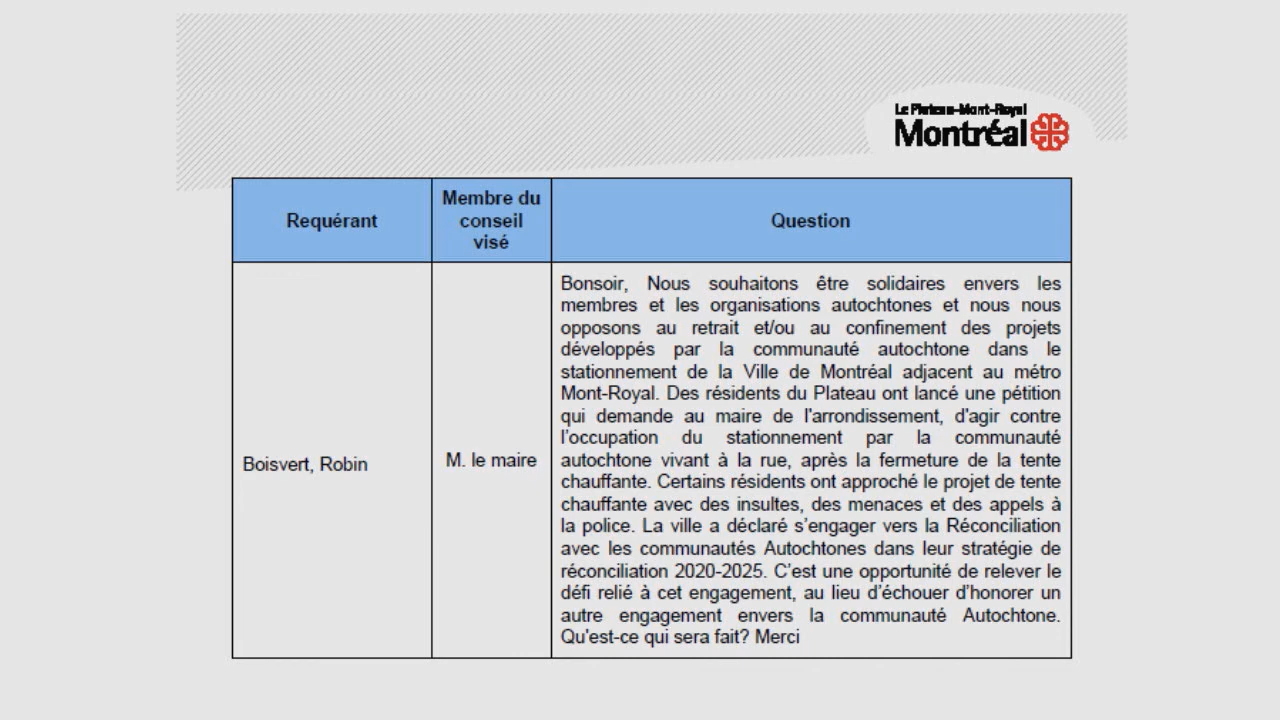 Le Plateau-Mont-Royal
Montréal
Requérant
Membre du
conseil
visé
Question
Boisvert, Robin
M. le maire
Bonsoir, Nous souhaitons être solidaires envers les
membres et les organisations autochtones et nous nous
opposons au retrait et/ou au confinement des projets
développés par la communauté autochtone dans le
stationnement de la Ville de Montréal adjacent au métro
Mont-Royal. Des résidents du Plateau ont lancé une pétition
qui demande au maire de l'arrondissement, d'agir contre
l’occupation du stationnement par la communauté
autochtone vivant à la rue, après la fermeture de la tente
chauffante. Certains résidents ont approché le projet de tente
chauffante avec des insultes, des menaces et des appels à
la police. La ville a déclaré s’engager vers la Réconciliation
avec les communautés Autochtones dans leur stratégie de
réconciliation 2020-2025. C’est une opportunité de relever le
défi relié à cet engagement, au lieu d’échouer d’honorer un
autre engagement envers la communauté Autochtone.
Qu'est-ce qui sera fait? Merci